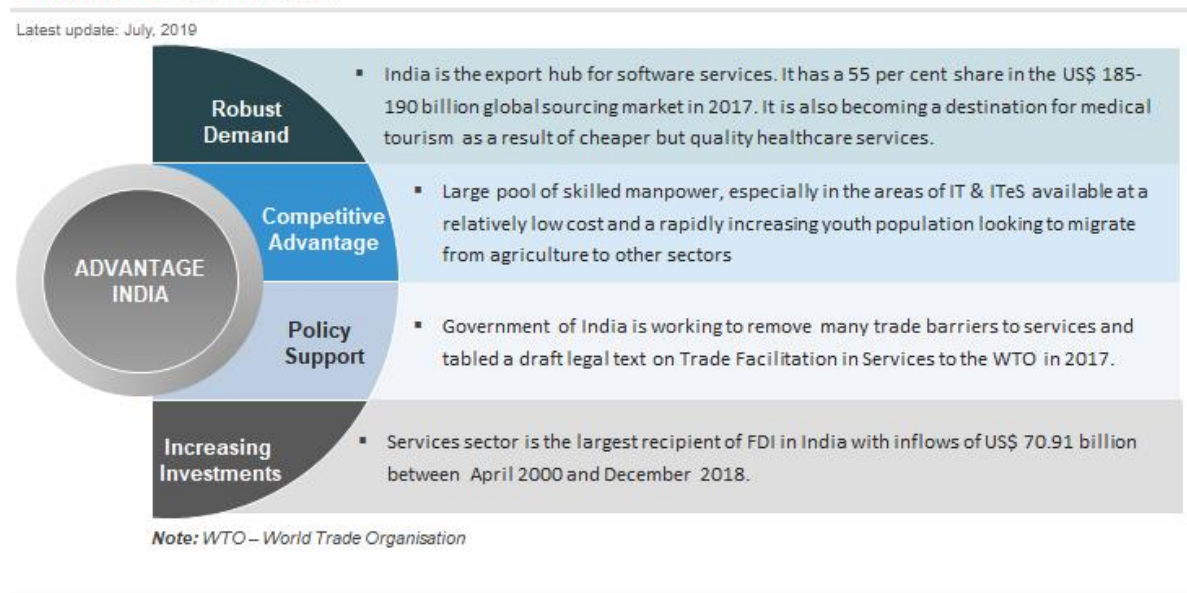 Latest update: July, 2019
Robust
Demand
▪ India is the export hub for software services. It has a 55 per cent share in the US$ 185-
190 billion global sourcing market in 2017. It is also becoming a destination for medical
tourism as a result of cheaper but quality healthcare services.
ADVANTAGE
INDIA
Competitive
Advantage
▪ Large pool of skilled manpower, especially in the areas of IT & ITeS available at a
relatively low cost and a rapidly increasing youth population looking to migrate
from agriculture to other sectors
Policy
Support
▪ Government of India is working to remove many trade barriers to services and
tabled a draft legal text on Trade Facilitation in Services to the WTO in 2017.
Increasing
Investments
▪ Services sector is the largest recipient of FDI in India with inflows of US$ 70.91 billion
between April 2000 and December 2018.
Note: WTO – World Trade Organisation